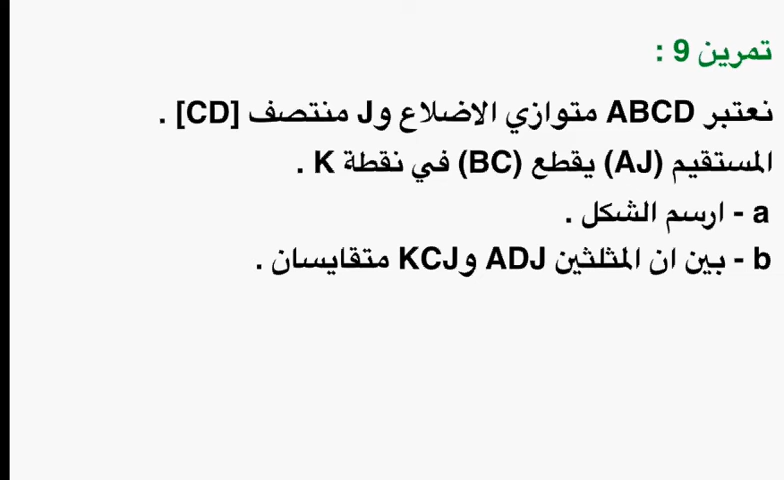 تمرين 9 :
نعتبر ABCD متوازي الاضلاع وJ منتصف [CD] .
المستقيم (AJ) يقطع (BC) في نقطة K .
a - ارسم الشكل .
b - بين ان المثلثين ADJ وKCJ متقايسان .